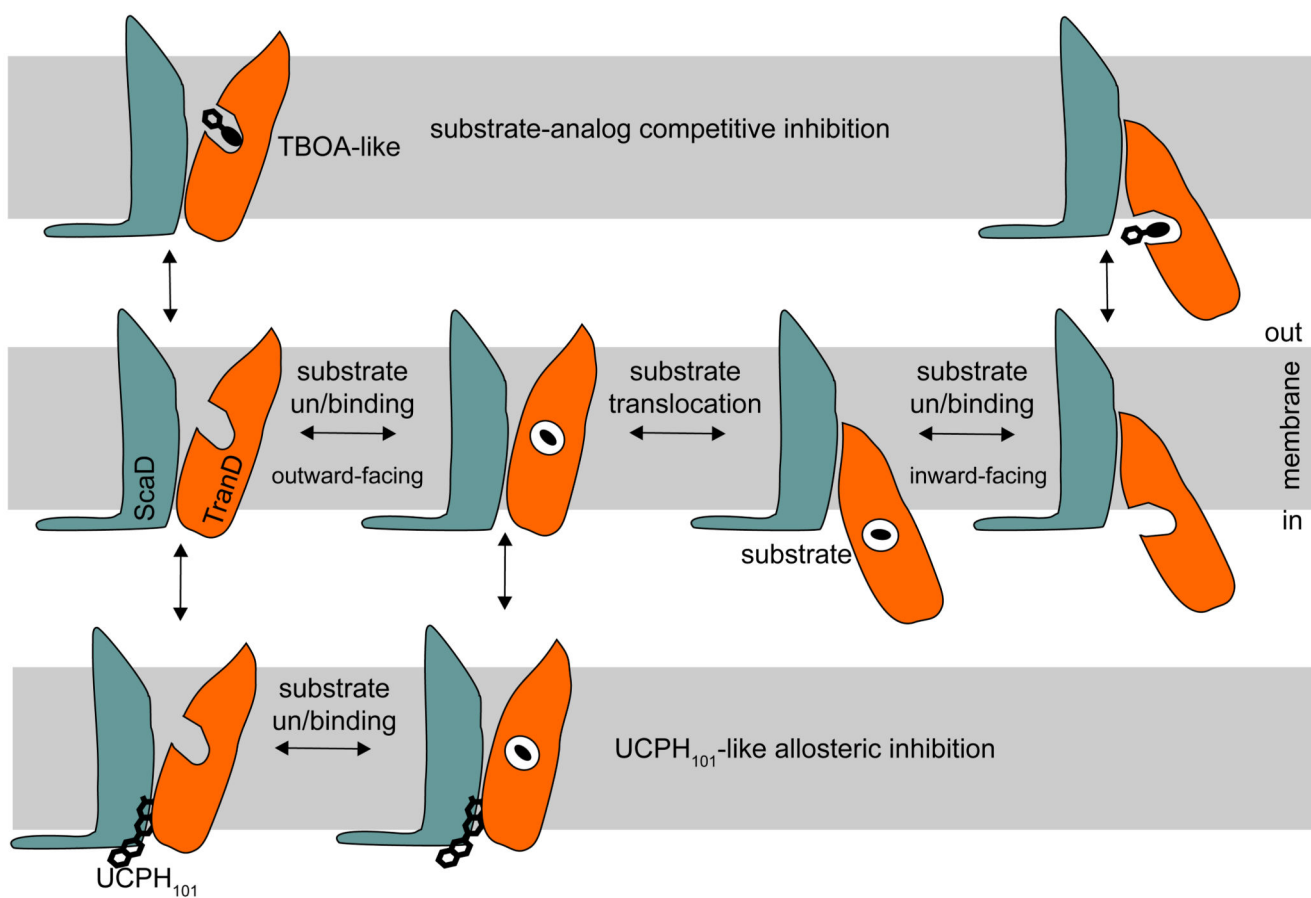 substrate-analog competitive inhibition
TBOA-like
out
substrate
un/binding
outward-facing
substrate
translocation
substrate
un/binding
inward-facing
membrane
ScaD
TranD
in
substrate
substrate
un/binding
UCPH101-like allosteric inhibition
UCPH101